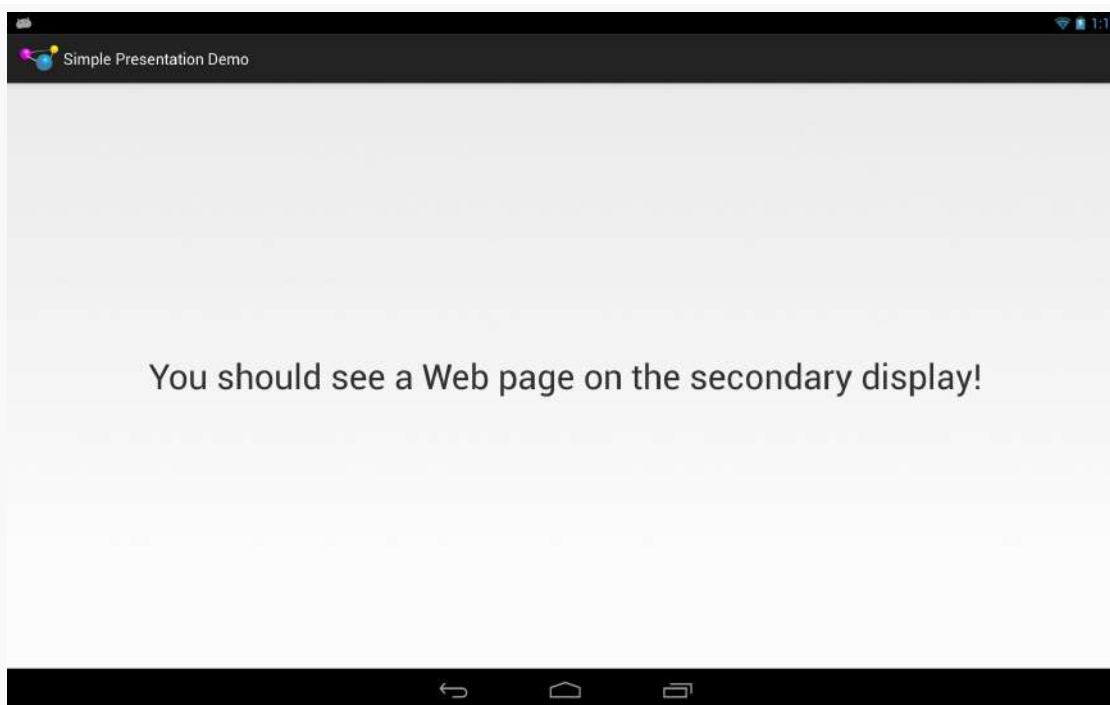 Simple Presentation Demo
You should see a Web page on the secondary display!